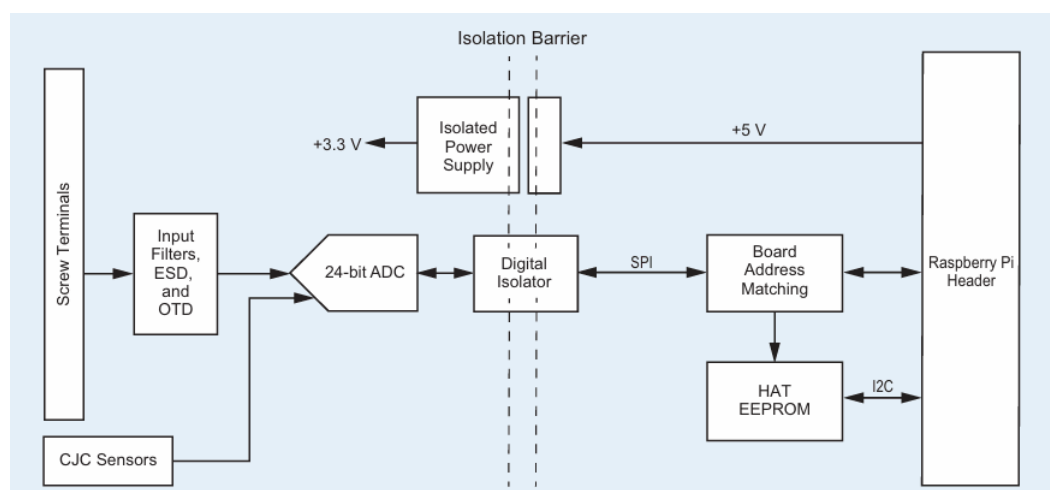 Isolation Barrier
Screw Terminals
+3.3 V
Isolated
Power
Supply
+5 V
Input
Filters,
ESD,
and
OTD
24-bit ADC
Digital
Isolator
SPI
Board
Address
Matching
Raspberry Pi
Header
HAT
EEPROM
I2C
CJC Sensors